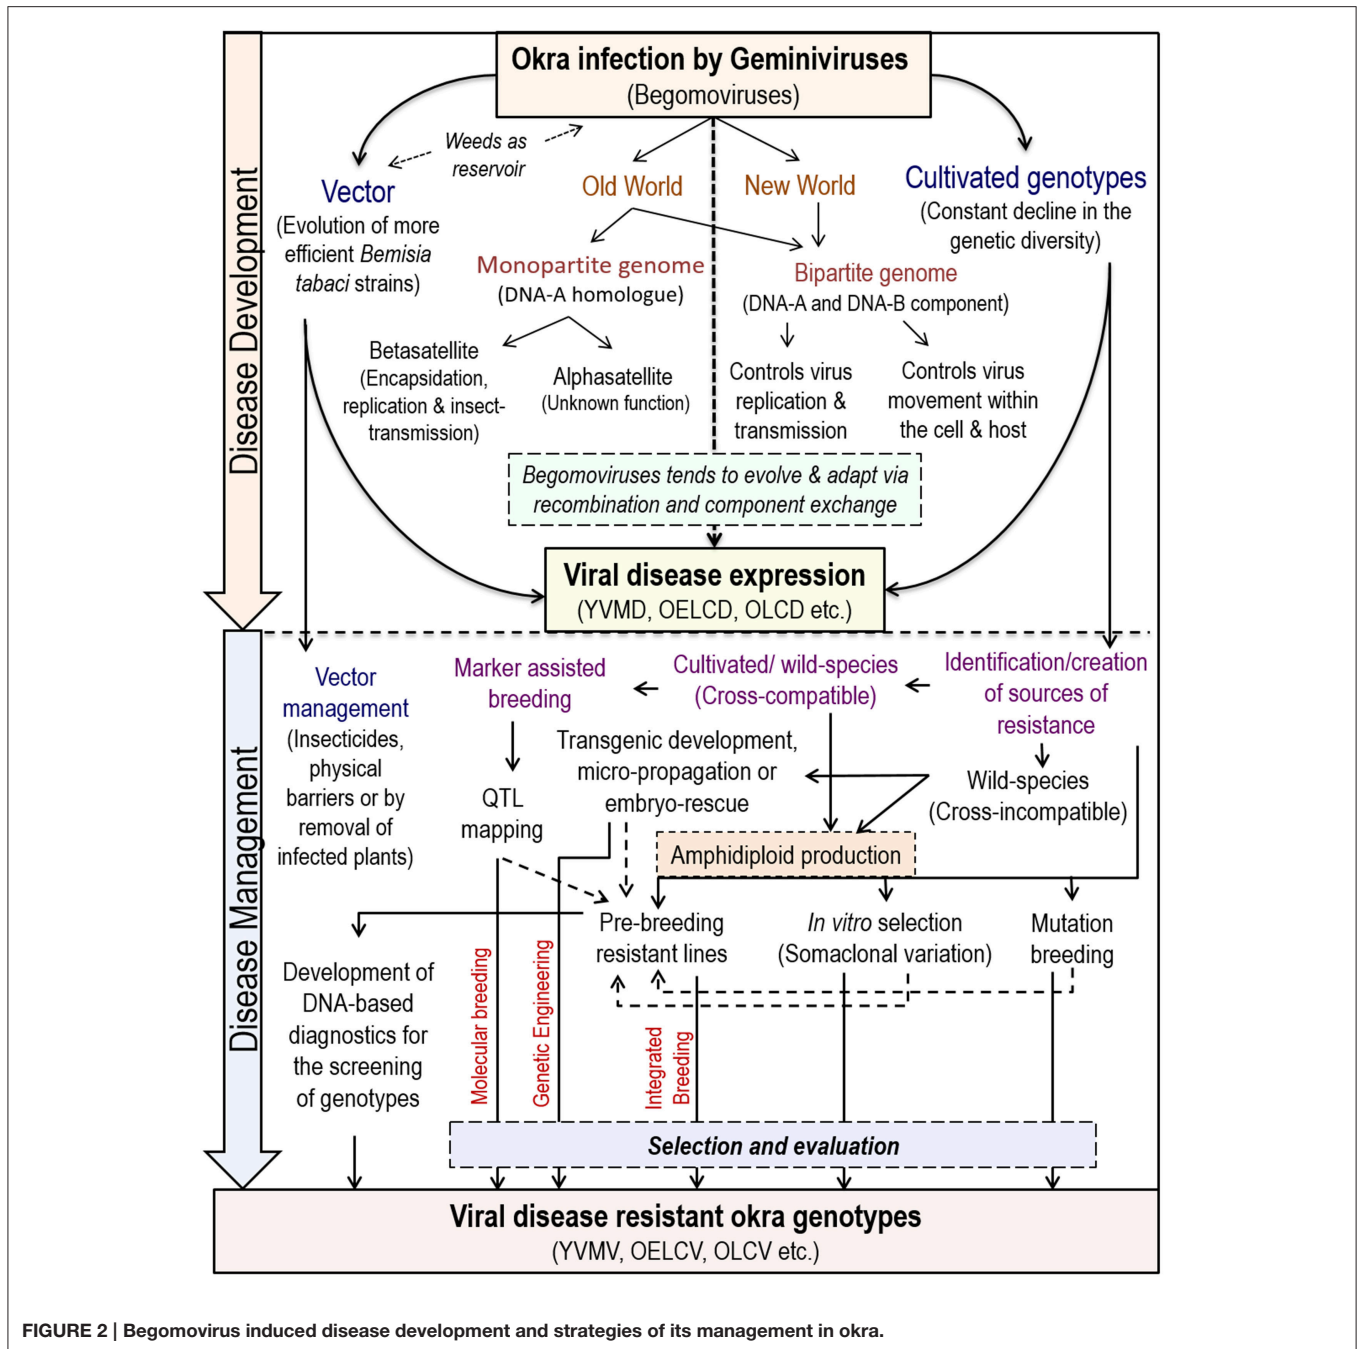 Okra infection by Geminiviruses
(Begomoviruses)
Disease Development
Weeds as
reservoir
Vector
(Evolution of more
efficient Bemisia
tabaci strains)
Old World
New World
Cultivated genotypes
(Constant decline in the
genetic diversity)
Monopartite genome
(DNA-A homologue)
Bipartite genome
(DNA-A and DNA-B component)
Betasatellite
(Encapsidation,
replication & insect-
transmission)
Alphasatellite
(Unknown function)
Controls virus
replication &
transmission
Controls virus
movement within
the cell & host
Begomoviruses tends to evolve & adapt via
recombination and component exchange
Viral disease expression
(YVMD, OELCD, OLCD etc.)
Disease Management
Vector
management
(Insecticides,
physical
barriers or by
removal of
infected plants)
Marker assisted
breeding
Cultivated/ wild-species
(Cross-compatible)
Identification/creation
of sources of
resistance
Transgenic development,
micro-propagation or
embryo-rescue
Wild-species
(Cross-incompatible)
QTL
mapping
Amphidiploid production
Pre-breeding
resistant lines
In vitro selection
(Somaclonal variation)
Mutation
breeding
Development of
DNA-based
diagnostics for
the screening
of genotypes
Molecular breeding
Genetic Engineering
Integrated
Breeding
Selection and evaluation
Viral disease resistant okra genotypes
(YVMV, OELCV, OLCV etc.)
FIGURE 2 | Begomovirus induced disease development and strategies of its management in okra.